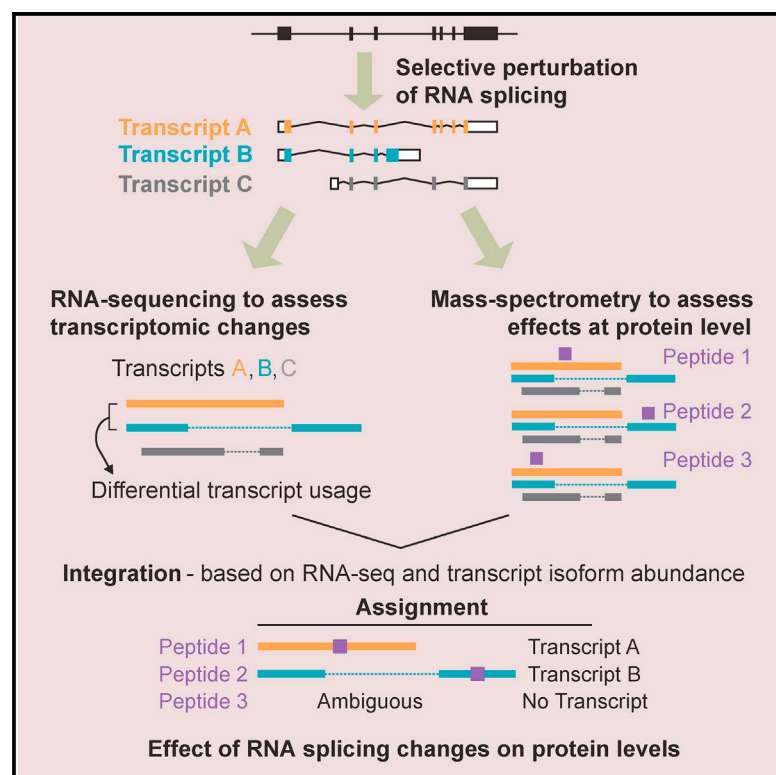 Selective perturbation
of RNA splicing
Transcript A
Transcript B
Transcript C
RNA-sequencing to assess
transcriptomic changes
Transcripts A, B, C
Differential transcript usage
Mass-spectrometry to assess
effects at protein level
Peptide 1
Peptide 2
Peptide 3
Integration - based on RNA-seq and transcript isoform abundance
Assignment
Peptide 1 Transcript A
Peptide 2 Transcript B
Peptide 3 Ambiguous No Transcript
Effect of RNA splicing changes on protein levels